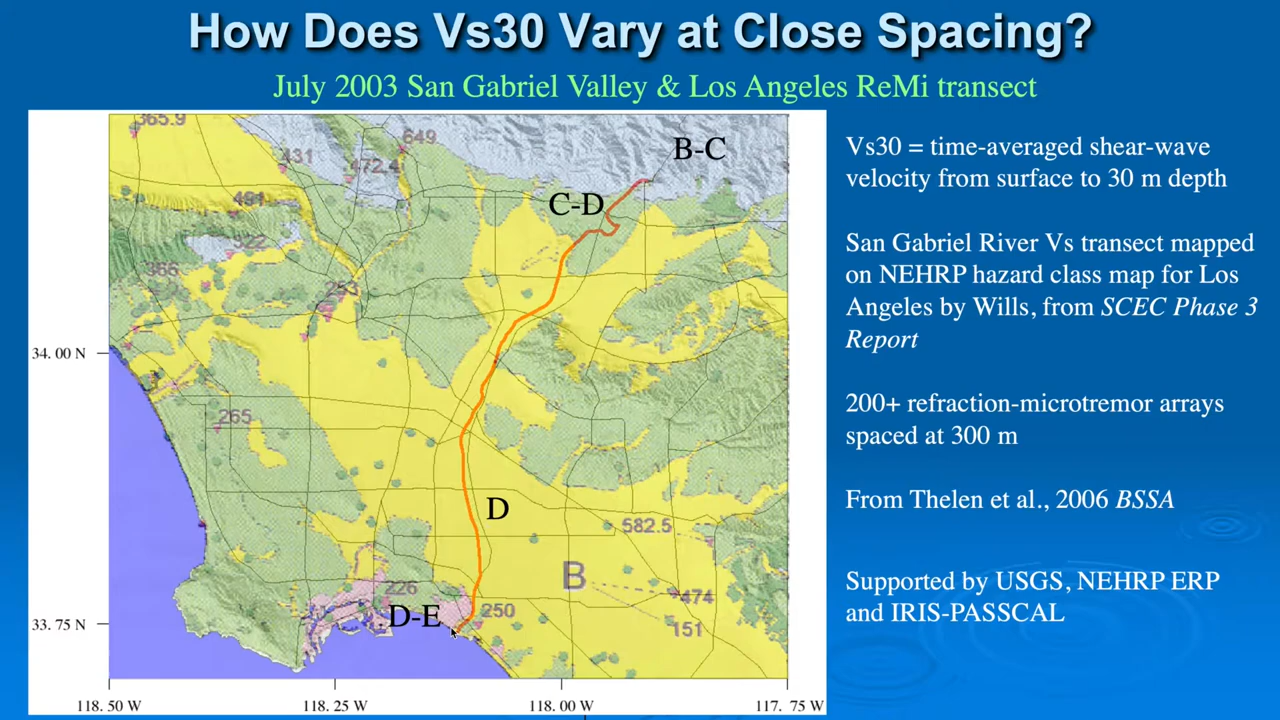 How Does Vs30 Vary at Close Spacing?
July 2003 San Gabriel Valley & Los Angeles ReMi transect
365.9
649
B-C
431
472.4
491
C-D
522
366
253
34. 00 N
265
D
582.5
B
226
474
D-E
250
151
33. 75 N
118. 50 W
118. 25 W
118. 00 W
117. 75 W
Vs30 = time-averaged shear-wave
velocity from surface to 30 m depth
San Gabriel River Vs transect mapped
on NEHRP hazard class map for Los
Angeles by Wills, from SCEC Phase 3
Report
200+ refraction-microtremor arrays
spaced at 300 m
From Thelen et al., 2006 BSSA
Supported by USGS, NEHRP ERP
and IRIS-PASSCAL